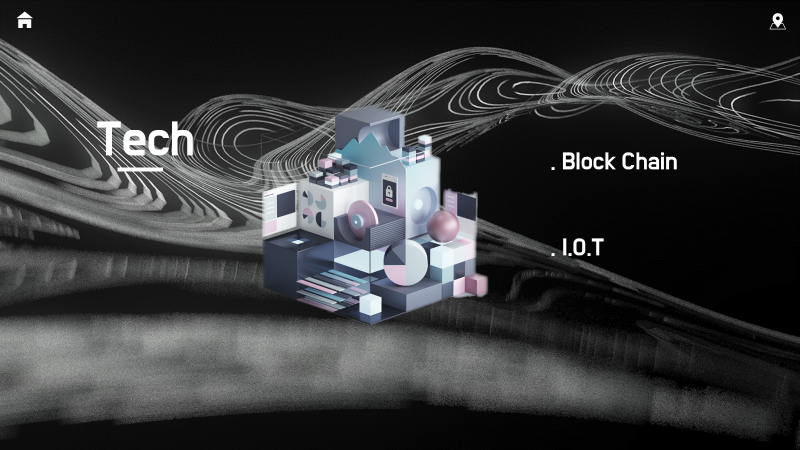 Tech
. Block Chain
. I.O.T